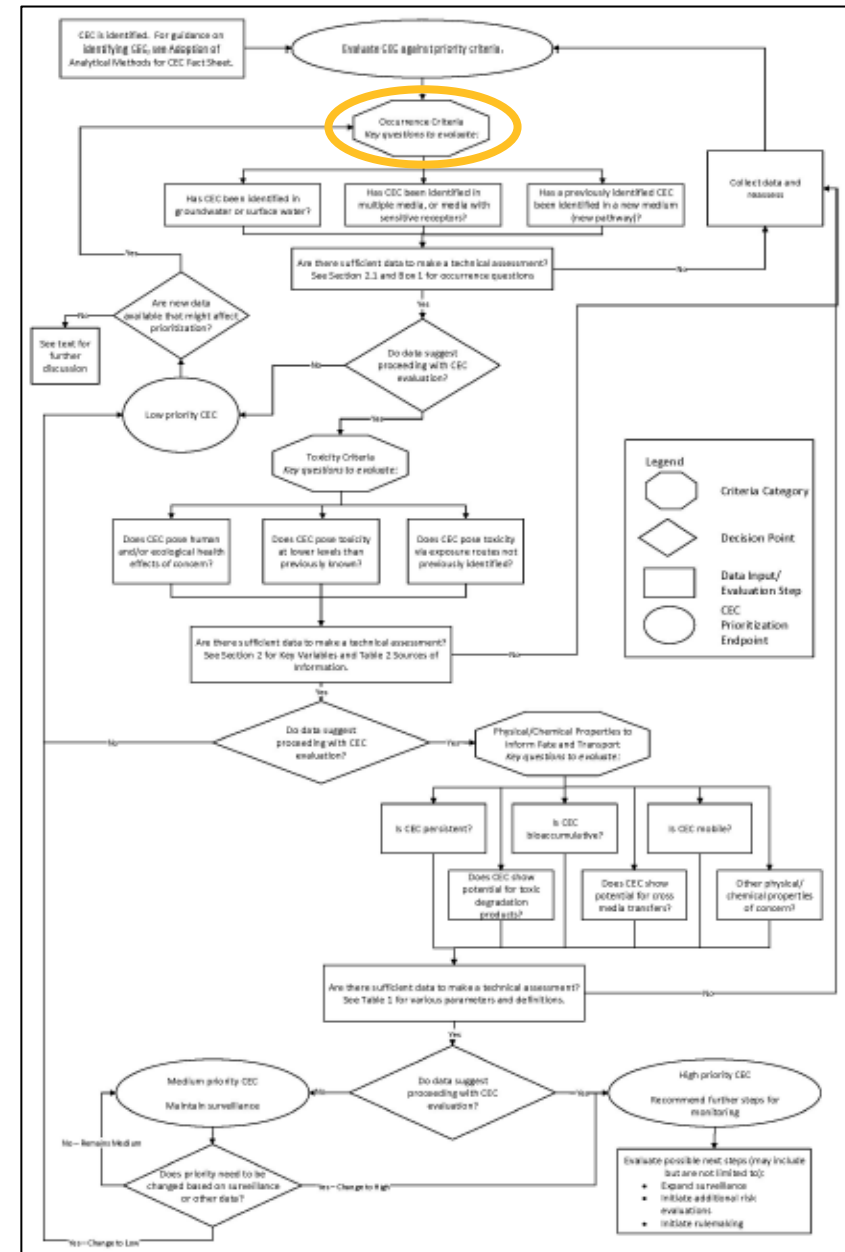 CEC is identified. For guidance on
identifying CEC, see Adoption of
Analytical Methods for CEC Fact Sheet.
Evaluate CEC against priority criteria.
Occurrence Criteria
Key questions to evaluate:
Has CEC been identified in
groundwater or surface water?
Has CEC been identified in
multiple media, or media with
sensitive receptors?
Has a previously identified CEC
been identified in a new medium
(new pathway)?
Collect data and
reassess
Are there sufficient data to make a technical assessment?
See Section 2.1 and Box 1 for occurrence questions
No
Yes
Yes
Are new data
available that might affect
prioritization?
No
See text for
further
discussion
Do data suggest
proceeding with CEC
evaluation?
No
Low priority CEC
Yes
Toxicity Criteria
Key questions to evaluate:
Legend
Criteria Category
Decision Point
Data Input/
Evaluation Step
CEC
Prioritization
Endpoint
Does CEC pose human
and/or ecological health
effects of concern?
Does CEC pose toxicity
at lower levels than
previously known?
Does CEC pose toxicity
via exposure routes not
previously identified?
Are there sufficient data to make a technical assessment?
See Section 2 for Key Variables and Table 2 Sources of
Information.
No
Yes
Do data suggest
proceeding with CEC
evaluation?
No
Yes
Physical/Chemical Properties to
Inform Fate and Transport
Key questions to evaluate:
Is CEC persistent?
Is CEC
bioaccumulative?
Is CEC mobile?
Does CEC show
potential for toxic
degradation
products?
Does CEC show
potential for cross
media transfers?
Other physical/
chemical properties
of concern?
Are there sufficient data to make a technical assessment?
See Table 1 for various parameters and definitions.
No
Yes
Medium priority CEC
Maintain surveillance
No
Do data suggest
proceeding with CEC
evaluation?
Yes
High priority CEC
Recommend further steps for
monitoring
No – Remains Medium
Does priority need to be
changed based on surveillance
or other data?
Yes – Change to High
Yes – Change to Low
Evaluate possible next steps (may include
but are not limited to):
• Expand surveillance
• Initiate additional risk
evaluations
• Initiate rulemaking